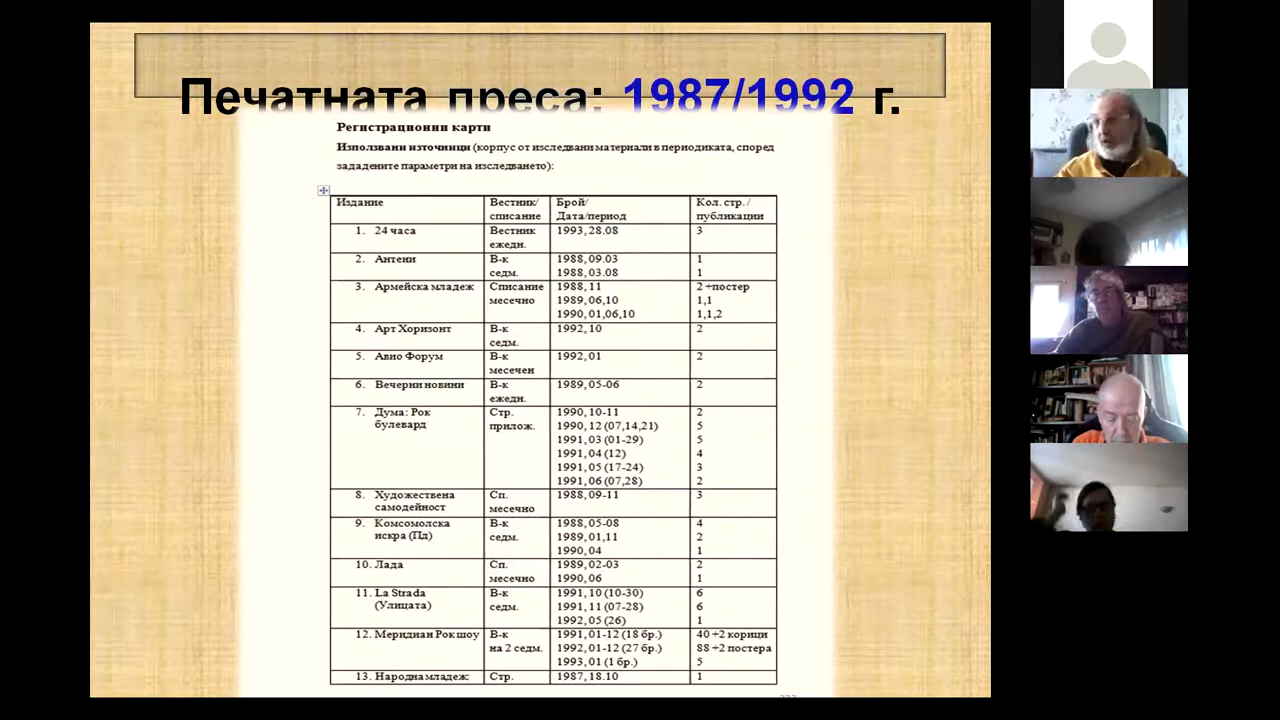 Печатната преса: 1987/1992 г.
Регистрационни карти
Използвани източници (корпус от изследвани материали в периодиката, според
зададените параметри на изследването):
Издание	Вестник/	Брой/	Кол. стр. /
списание	Дата/период	публикации
1. 24 часа	Вестник	1993, 28.08	3
ежедн.
2. Антени	В-к	1988, 09.03	1
седм.	1988, 03.08	1
3. Армейска младеж	Списание	1988, 11	2 +постер
месечно	1989, 06,10	1,1
1990, 01,06,10	1,1,2
4. Арт Хоризонт	В-к	1992, 10	2
седм.
5. Авио Форум	В-к	1992, 01	2
месечен
6. Вечерни новини	В-к	1989, 05-06	2
ежедн.
7. Дума: Рок	Стр.	1990, 10-11	2
булевард	прилож.	1990, 12 (07,14,21)	5
1991, 03 (01-29)	5
1991, 04 (12)	4
1991, 05 (17-24)	3
1991, 06 (07,28)	2
8. Художествена	Сп.	1988, 09-11	3
самодейност	месечно
9. Комсомолска	В-к	1988, 05-08	4
искра (Пд)	седм.	1989, 01,11	2
1990, 04	1
10. Лада	Сп.	1989, 02-03	2
месечно	1990, 06	1
11. La Strada	В-к	1991, 10 (10-30)	6
(Улицата)	седм.	1991, 11 (07-28)	6
1992, 05 (26)	1
12. Меридиан Рок шоу	В-к	1991, 01-12 (18 бр.)	40 +2 корици
на 2 седм.	1992, 01-12 (27 бр.)	88 +2 постера
1993, 01 (1 бр.)	5
13. Народна младеж:	Стр.	1987, 18.10	1